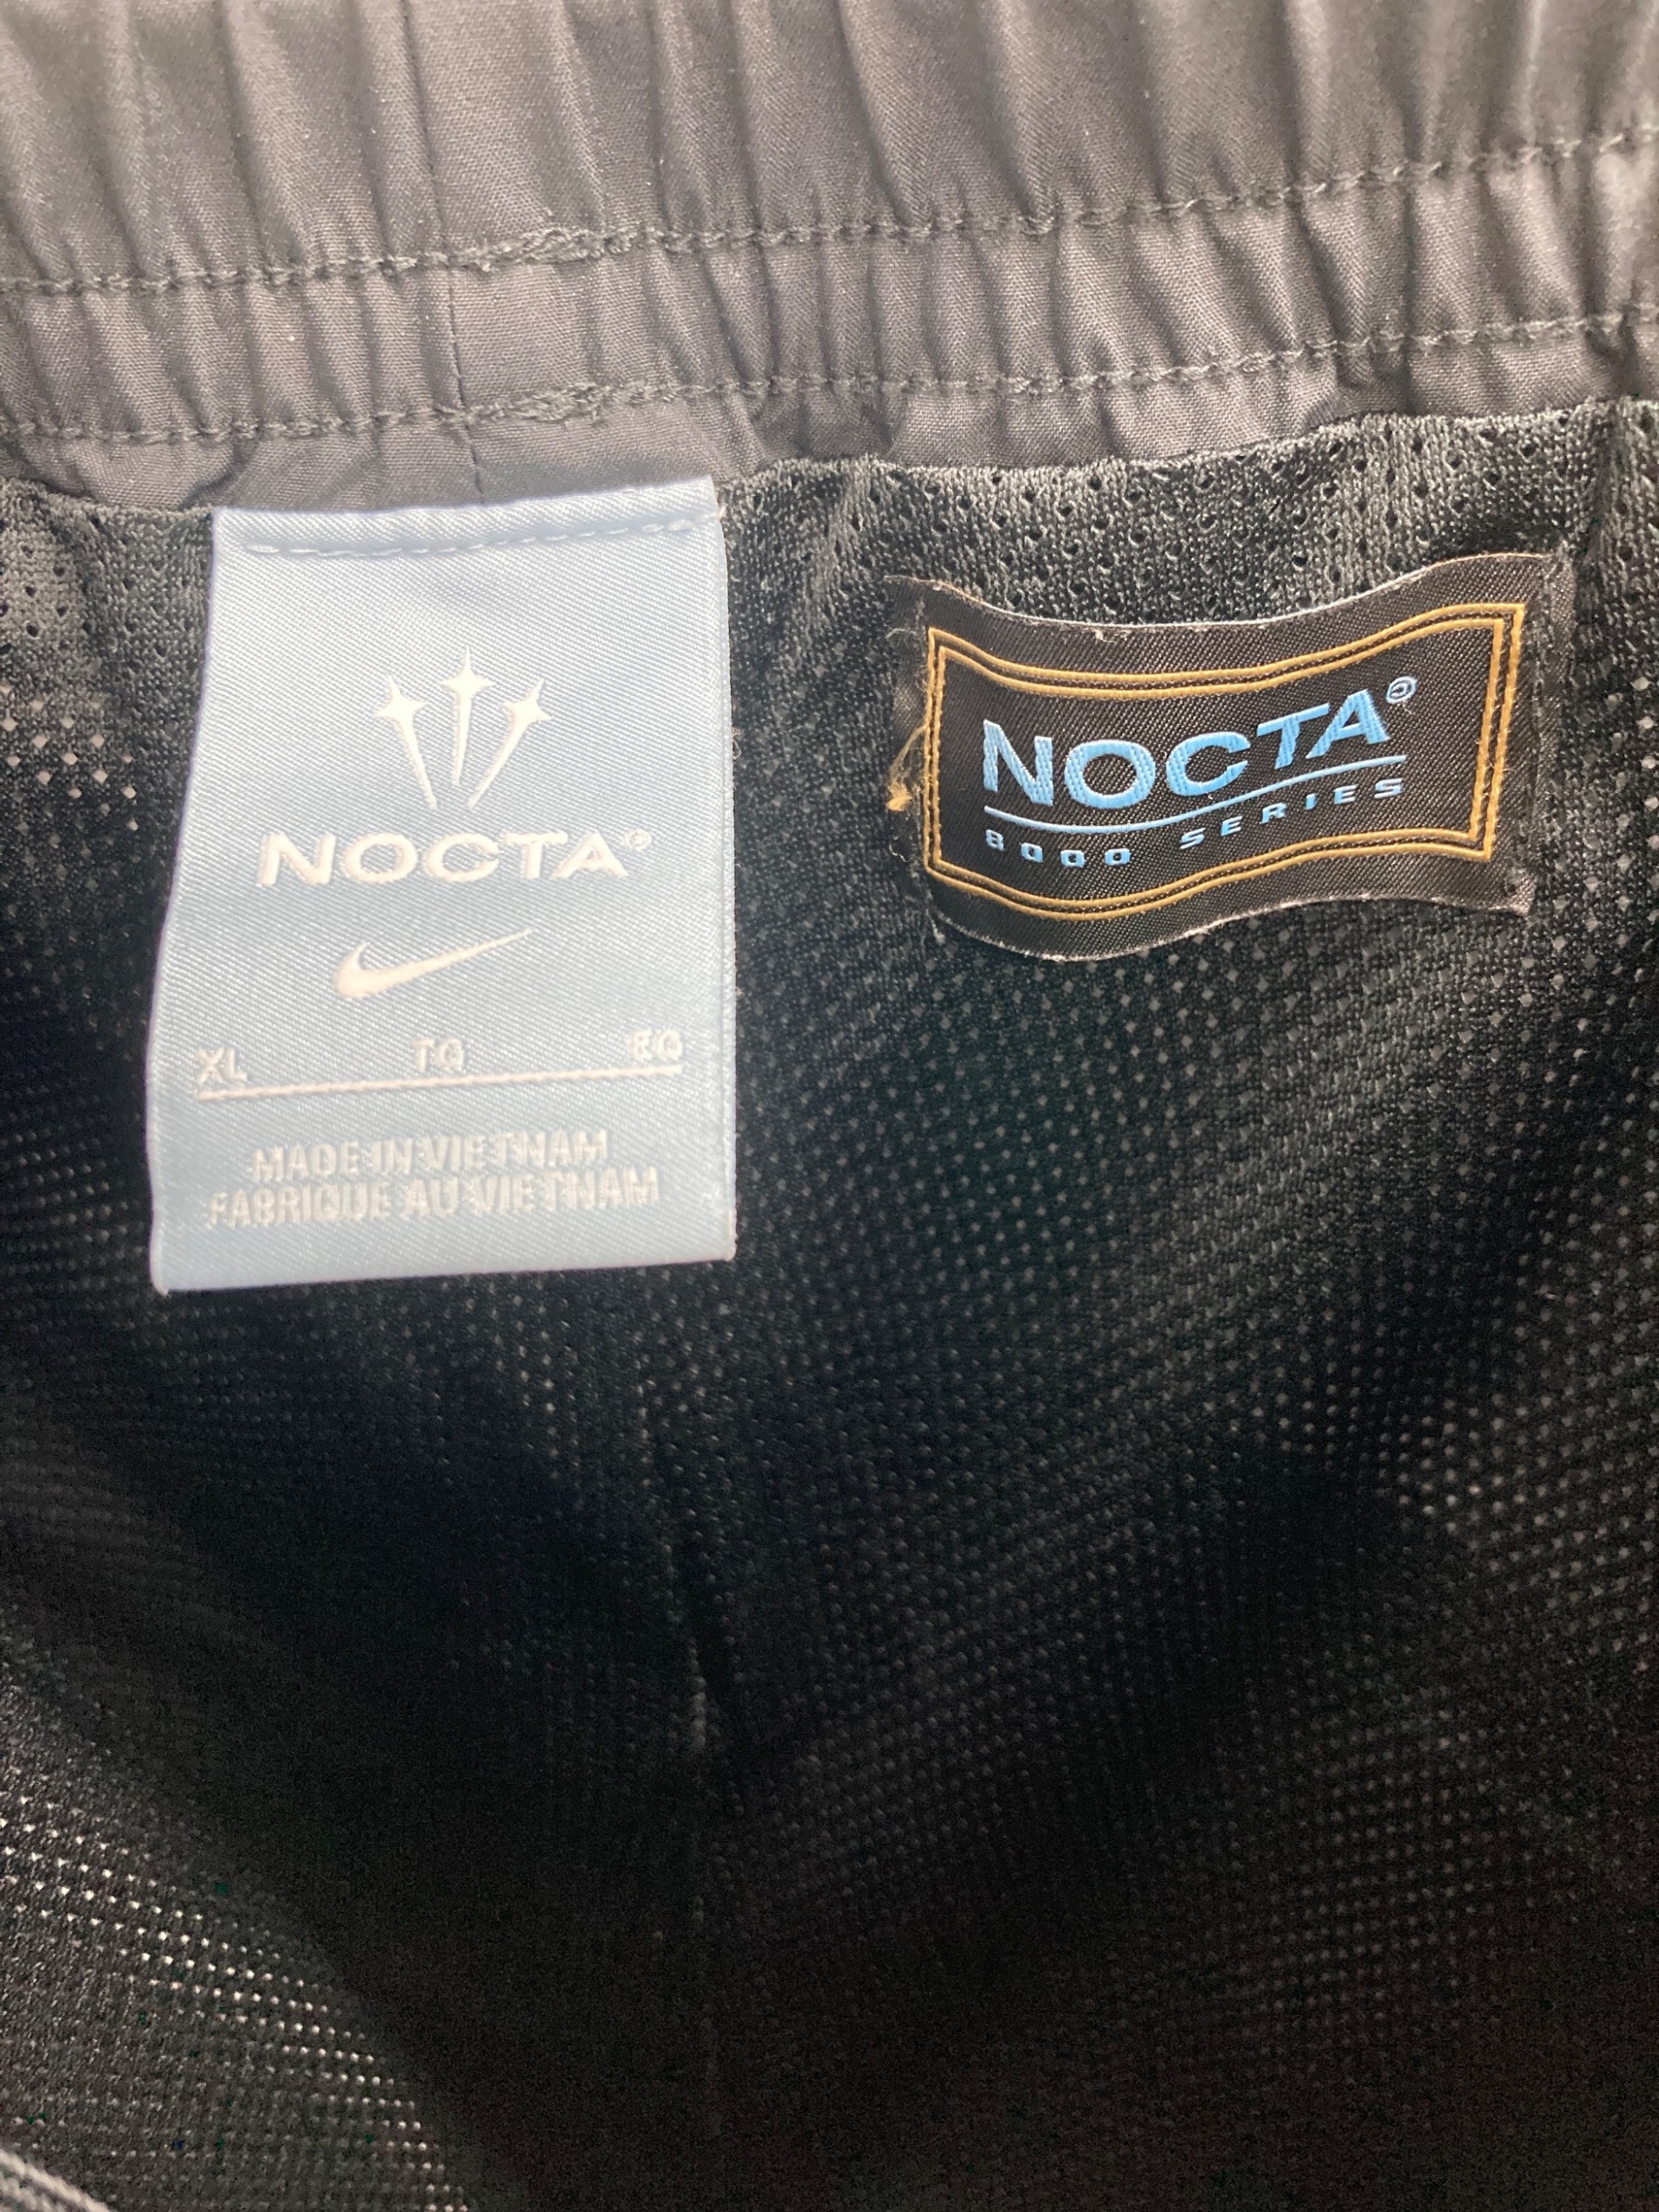 NOCTA©
XL TG EG
MADE IN VIETNAM
FABRIQUE AU VIETNAM
NOCTA©
8000 SERIES